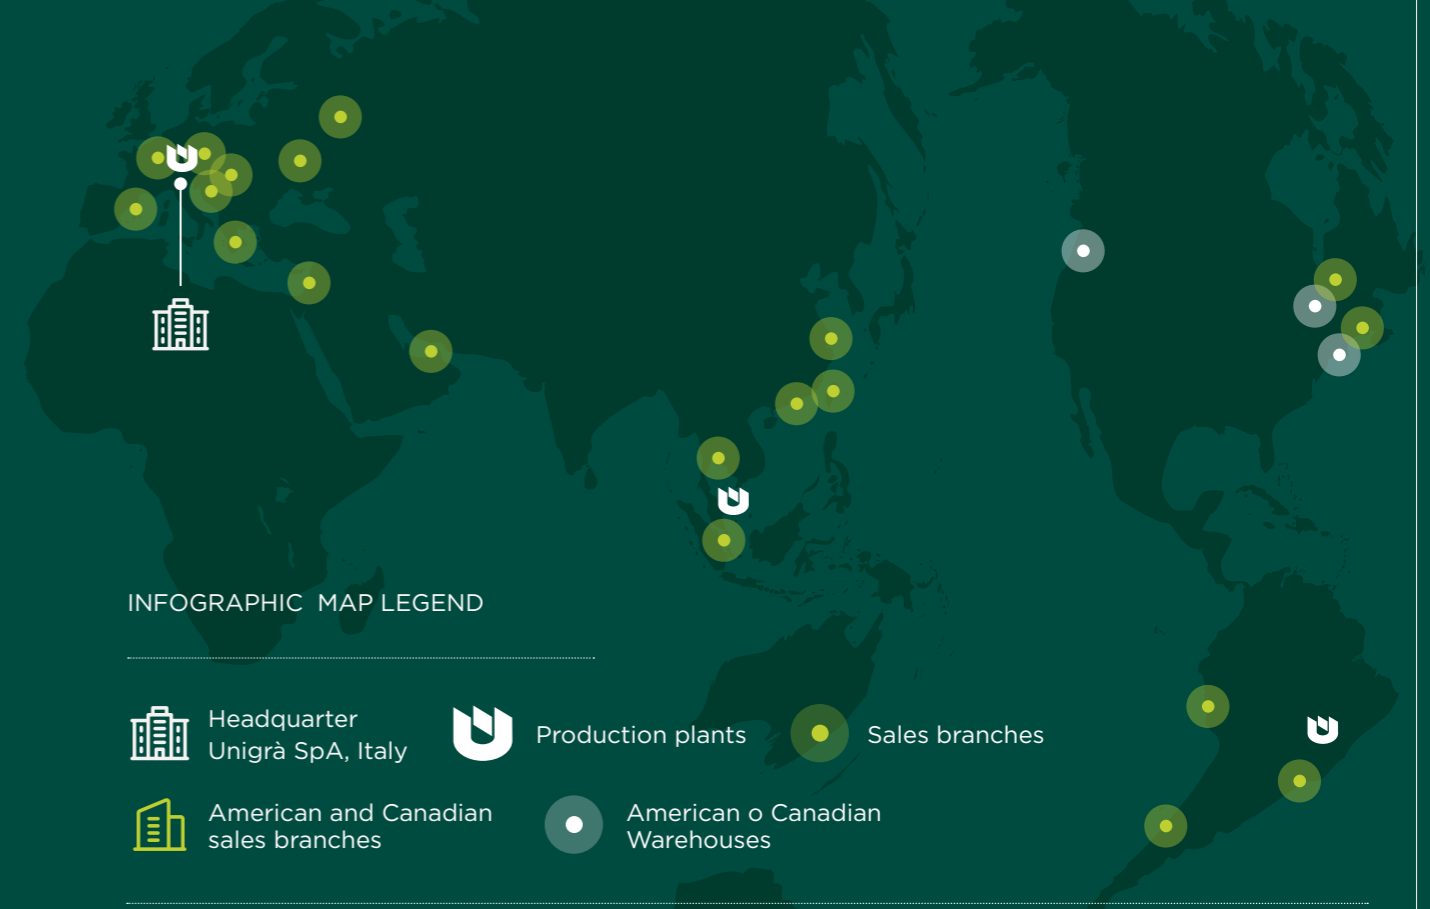 INFOGRAPHIC MAP LEGEND
Headquarter
Unigrà SpA, Italy
Production plants
Sales branches
American and Canadian
sales branches
American o Canadian
Warehouses